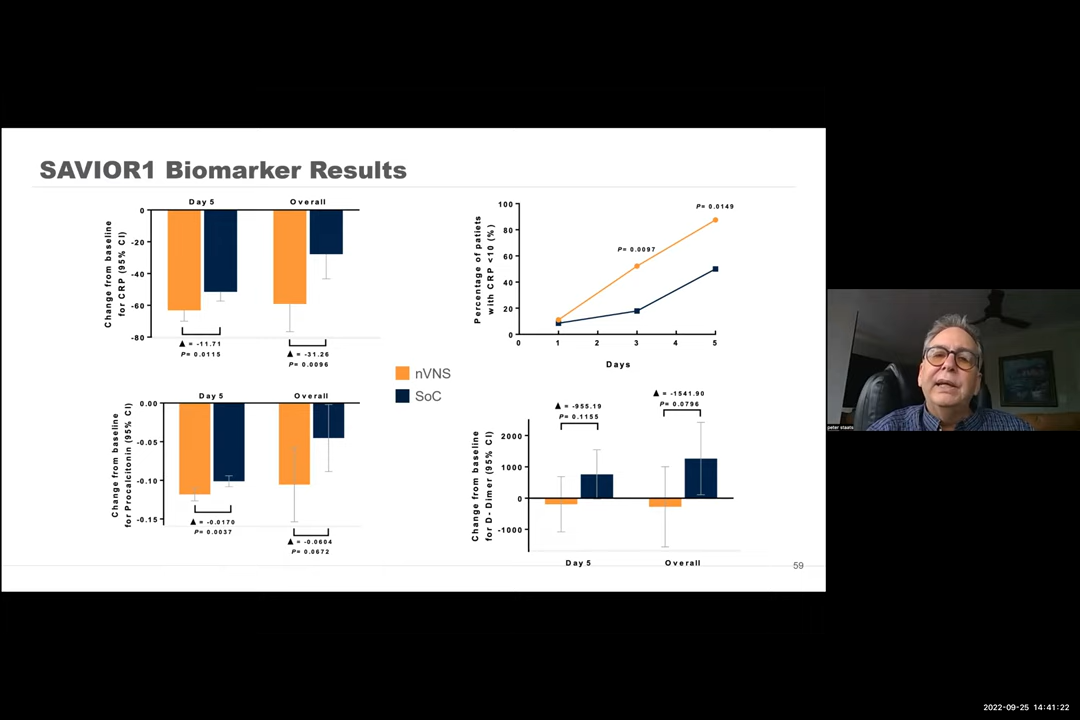 SAVIOR1 Biomarker Results
Day 5
Overall
Change from baseline
for CRP (95% CI)
0
-20
-40
-60
-80
▲ = -11.71
P= 0.0115
▲ = -31.26
P= 0.0096
Percentage of patiets
with CRP <10 (%)
100
80
60
40
20
0
P= 0.0097
P= 0.0149
0
1
2
3
4
5
Days
nVNS
SoC
Day 5
Overall
Change from baseline
for Procalcitonin (95% CI)
0.00
-0.05
-0.10
-0.15
▲ = -0.0170
P= 0.0037
▲ = -0.0604
P= 0.0672
Change from baseline
for D- Dimer (95% CI)
2000
1000
0
-1000
▲ = -955.19
P= 0.1155
▲ = -1541.90
P= 0.0796
Day 5
Overall
59
peter staats
2022-09-25 14:41:22